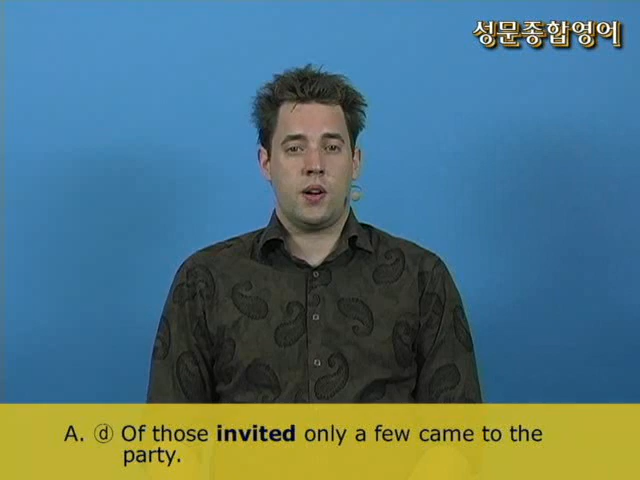 성문종합영어
A. ⓓ Of those invited only a few came to the
party.